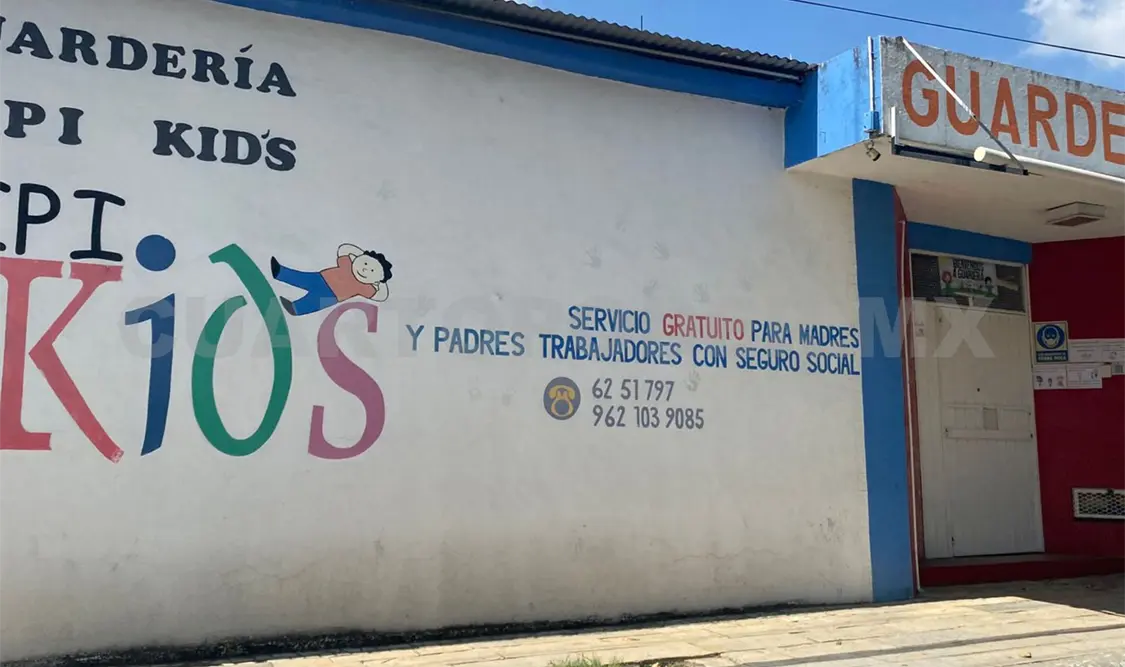 ARDERÍA
PI KID'S
PI
Kids
GUARDE
SERVICIO GRATUITO PARA MADRES
Y PADRES TRABAJADORES CON SEGURO SOCIAL
62 51 797
962 103 9085